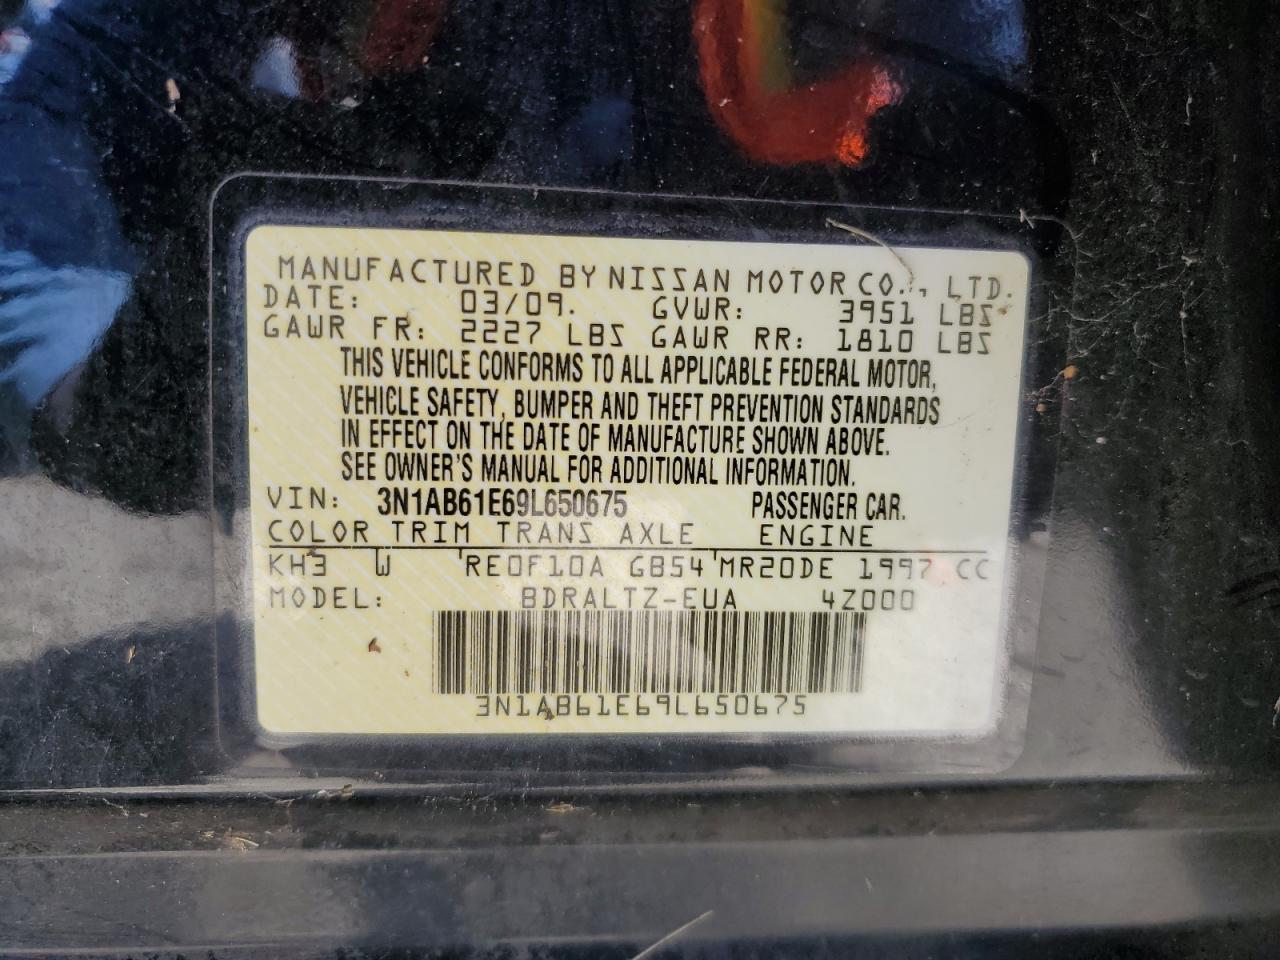 MANUFACTURED BY NISSAN MOTOR CO., LTD.
DATE: 03/09. GVWR: 3951 LBS
GAWR FR: 2227 LBS GAWR RR: 1810 LBS
THIS VEHICLE CONFORMS TO ALL APPLICABLE FEDERAL MOTOR,
VEHICLE SAFETY, BUMPER AND THEFT PREVENTION STANDARDS
IN EFFECT ON THE DATE OF MANUFACTURE SHOWN ABOVE.
SEE OWNER'S MANUAL FOR ADDITIONAL INFORMATION.
VIN: 3N1AB61E69L650675 PASSENGER CAR.
COLOR TRIM TRANS AXLE ENGINE
KH3 W RE0F10A GB54 MR20DE 1997 CC
MODEL: BDRALTZ-EUA 4Z000
3N1AB61E69L650675